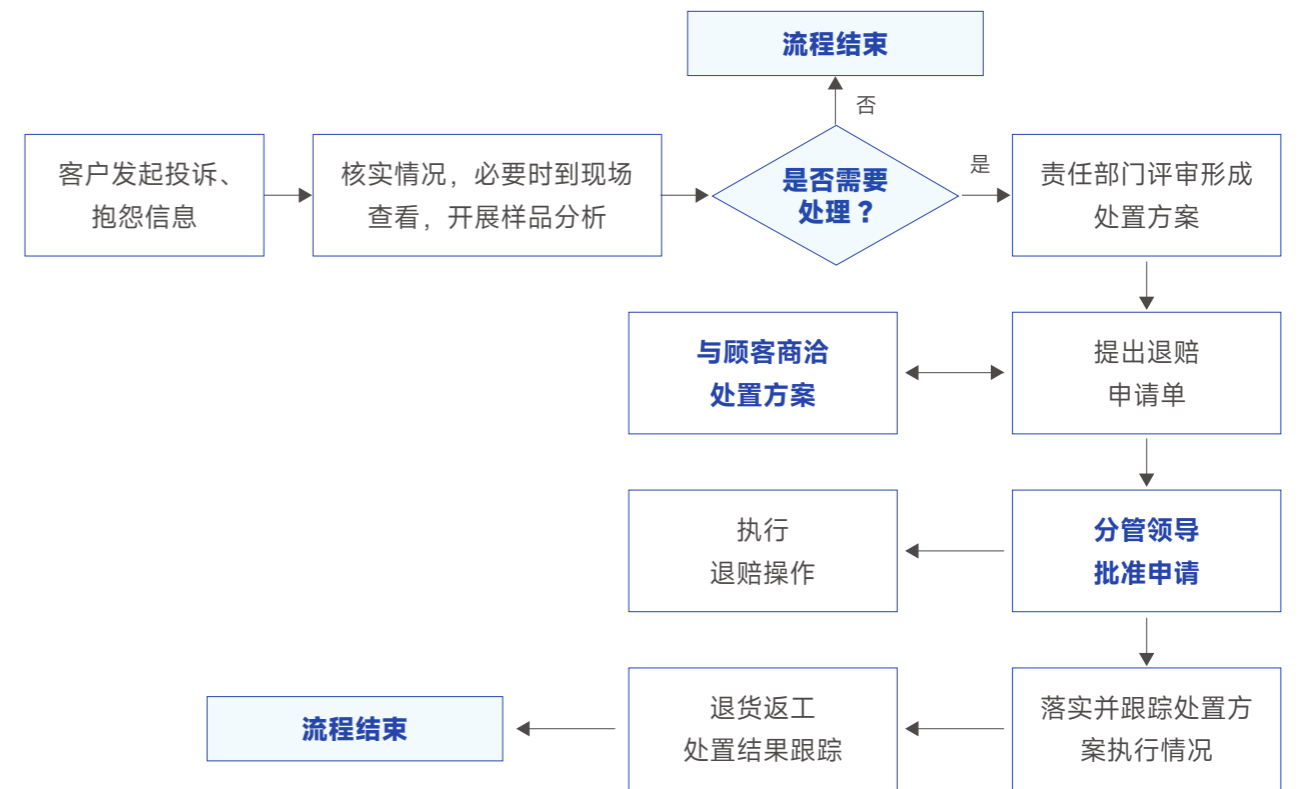 流程结束
否
客户发起投诉、
抱怨信息
核实情况，必要时到现场
查看，开展样品分析
是否需要
处理？
是
责任部门评审形成
处置方案
与顾客商洽
处置方案
提出退赔
申请单
执行
退赔操作
分管领导
批准申请
流程结束
退货返工
处置结果跟踪
落实并跟踪处置方
案执行情况